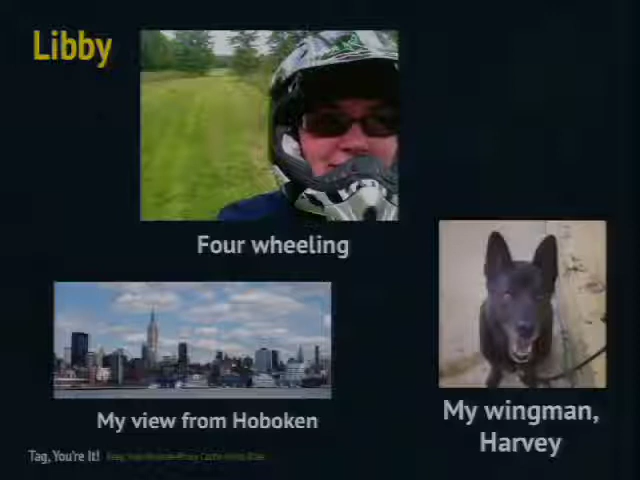 Libby
Four wheeling
My view from Hoboken
My wingman,
Harvey
Tag, You're It!